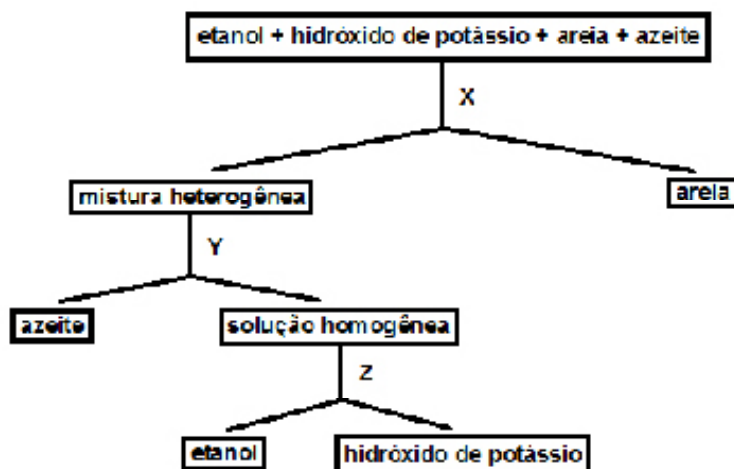 etanol + hidróxido de potássio + areia + azeite
X
mistura heterogênea
areia
Y
azeite
solução homogênea
Z
etanol
hidróxido de potássio